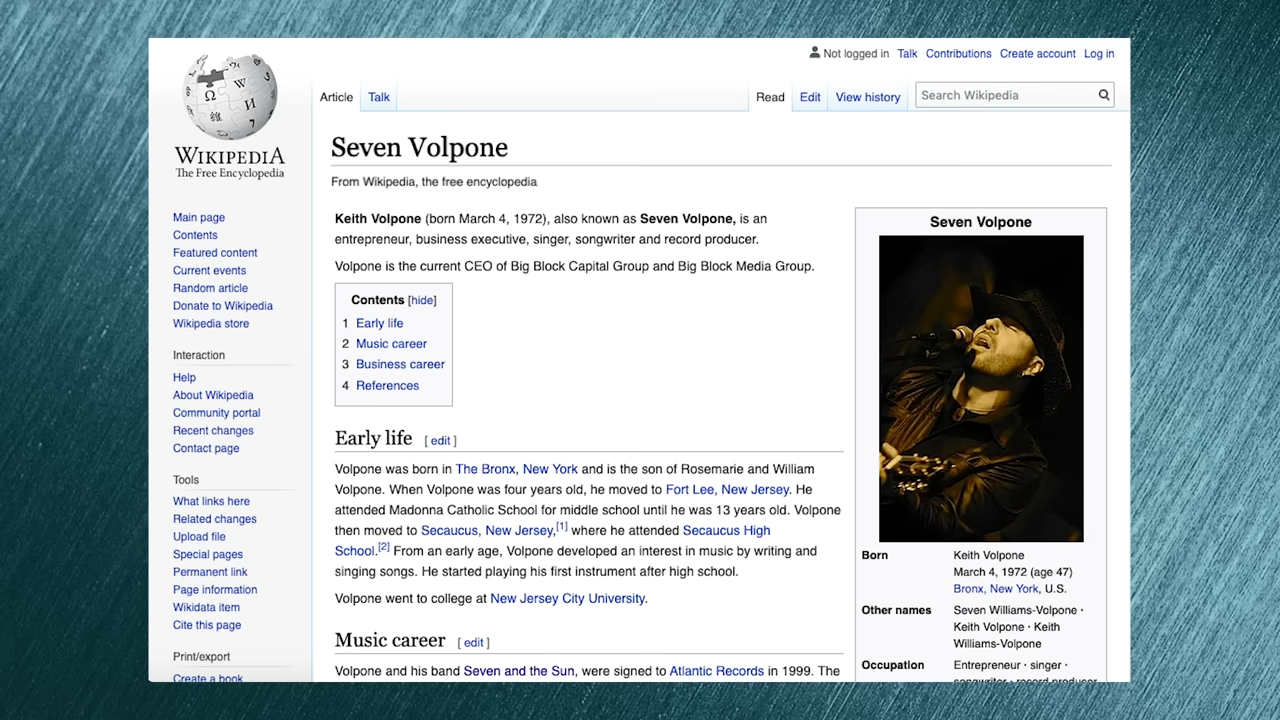 Not logged in Talk Contributions Create account Log in
Article Talk Read Edit View history Search Wikipedia
WIKIPEDIA
The Free Encyclopedia
Main page
Contents
Featured content
Current events
Random article
Donate to Wikipedia
Wikipedia store
Interaction
Help
About Wikipedia
Community portal
Recent changes
Contact page
Tools
What links here
Related changes
Upload file
Special pages
Permanent link
Page information
Wikidata item
Cite this page
Print/export
Create a book
Seven Volpone
From Wikipedia, the free encyclopedia
Keith Volpone (born March 4, 1972), also known as Seven Volpone, is an
entrepreneur, business executive, singer, songwriter and record producer.
Volpone is the current CEO of Big Block Capital Group and Big Block Media Group.
Contents [hide]
1 Early life
2 Music career
3 Business career
4 References
Early life [ edit ]
Volpone was born in The Bronx, New York and is the son of Rosemarie and William
Volpone. When Volpone was four years old, he moved to Fort Lee, New Jersey. He
attended Madonna Catholic School for middle school until he was 13 years old. Volpone
then moved to Secaucus, New Jersey,[1] where he attended Secaucus High
School.[2] From an early age, Volpone developed an interest in music by writing and
singing songs. He started playing his first instrument after high school.
Volpone went to college at New Jersey City University.
Music career [ edit ]
Volpone and his band Seven and the Sun, were signed to Atlantic Records in 1999. The
Seven Volpone
Born Keith Volpone
March 4, 1972 (age 47)
Bronx, New York, U.S.
Other names Seven Williams-Volpone ·
Keith Volpone · Keith
Williams-Volpone
Occupation Entrepreneur · singer ·
songwriter · record producer